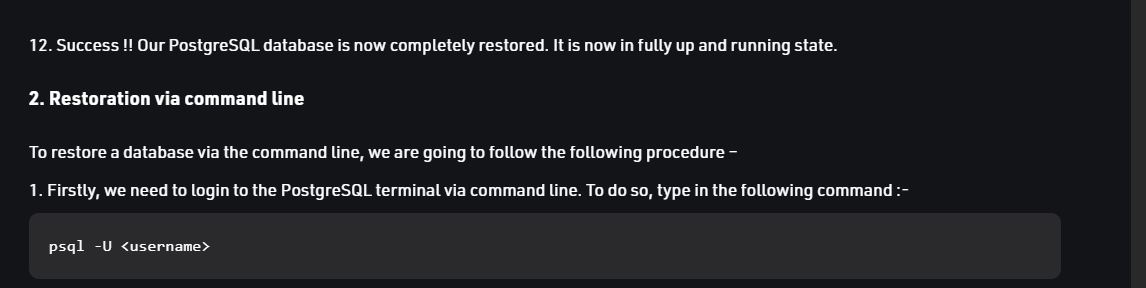 12. Success !! Our PostgreSQL database is now completely restored. It is now in fully up and running state.
2. Restoration via command line
To restore a database via the command line, we are going to follow the following procedure –
1. Firstly, we need to login to the PostgreSQL terminal via command line. To do so, type in the following command :-
psql -U <username>